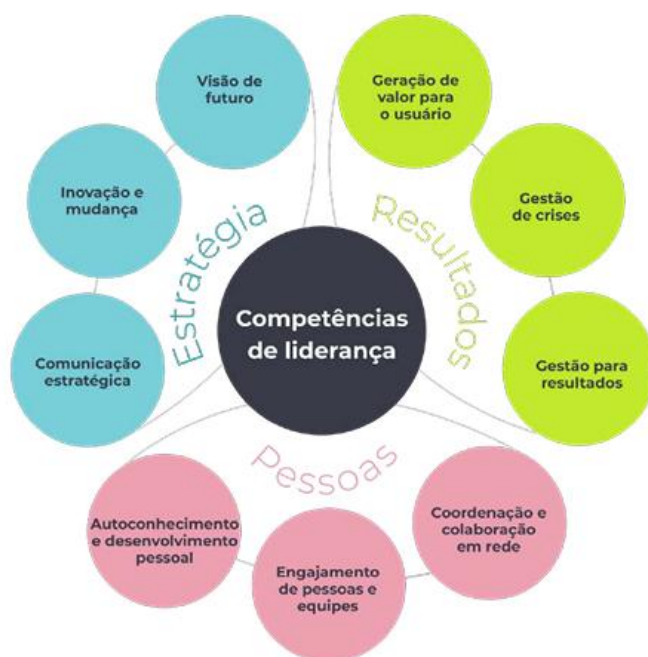 Visão de
futuro
Inovação e
mudança
Comunicação
estratégica
Estratégia
Geração de
valor para
o usuário
Gestão
de crises
Gestão para
resultados
Resultados
Competências
de liderança
Pessoas
Autoconhecimento
e desenvolvimento
pessoal
Engajamento
de pessoas e
equipes
Coordenação e
colaboração
em rede